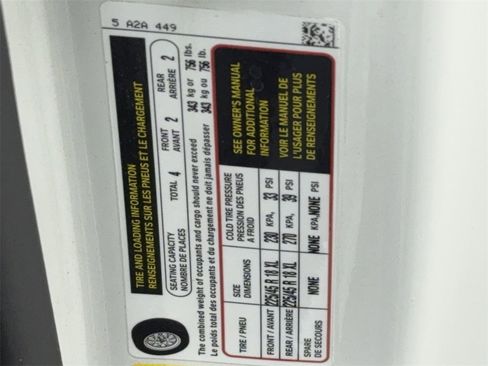 5 A2A 449
TIRE AND LOADING INFORMATION
RENSEIGNEMENTS SUR LES PNEUS ET LE CHARGEMENT
SEATING CAPACITY TOTAL 4 FRONT 2 REAR 2
NOMBRE DE PLACES AVANT ARRIÈRE
The combined weight of occupants and cargo should never exceed 343 kg or 756 lbs.
Le poids total des occupants et du chargement ne doit jamais dépasser 343 kg ou 756 lb.
TIRE / PNEU SIZE DIMENSIONS COLD TIRE PRESSURE PRESSION DES PNEUS A FROID
FRONT / AVANT 225/45 R 18 XL 230 KPA, 33 PSI
REAR / ARRIÈRE 225/45 R 18 XL 270 KPA, 39 PSI
SPARE DE SECOURS NONE NONE KPA, NONE PSI
SEE OWNER'S MANUAL
FOR ADDITIONAL
INFORMATION
VOIR LE MANUEL DE
L'USAGER POUR PLUS
DE RENSEIGNEMENTS